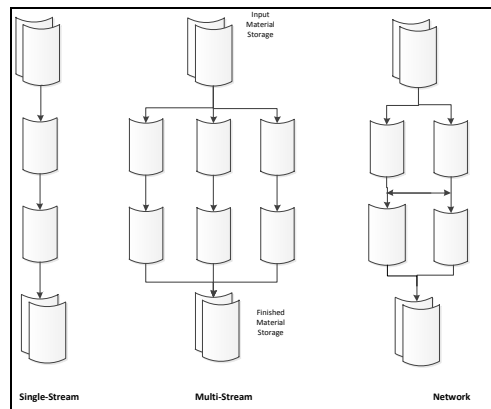 Input
Material
Storage
Finished
Material
Storage
Single-Stream
Multi-Stream
Network